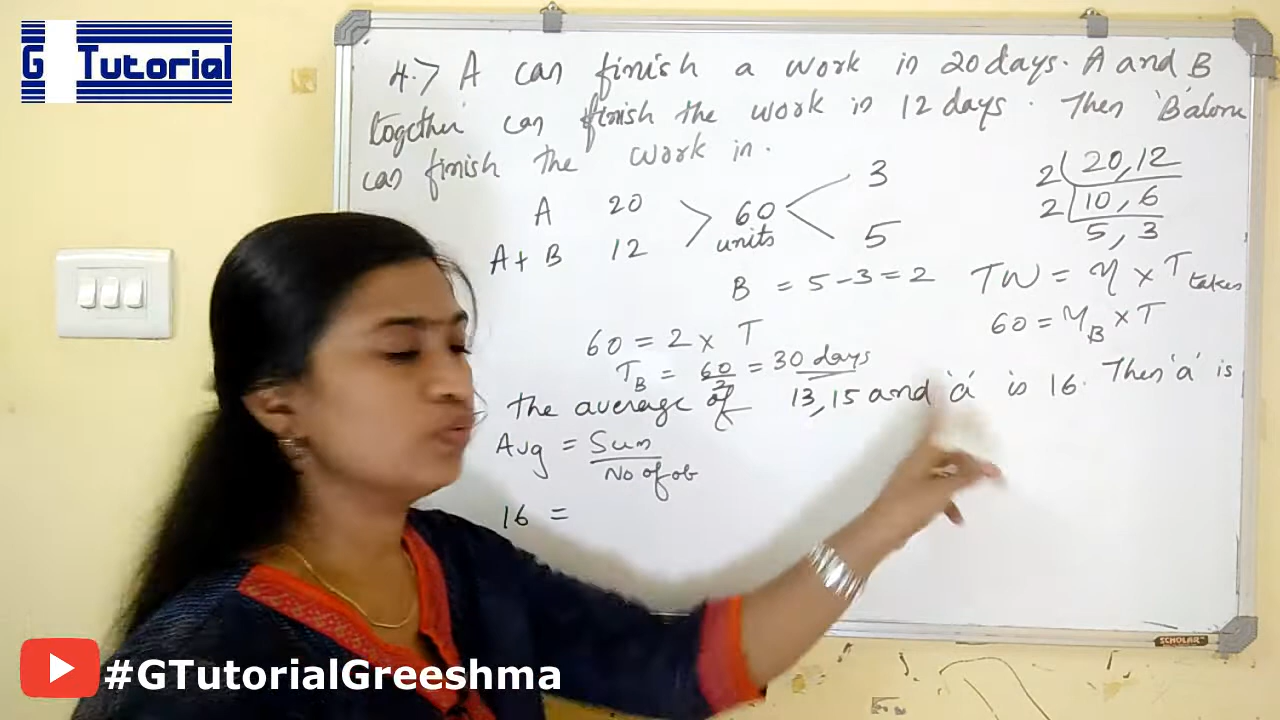 G Tutorial
4.) A can finish a work in 20 days. A and B
together can finish the work in 12 days. Then 'B' alone
can finish the work in.
A 20
A + B 12
60
units
3
5
2 20, 12
2 10, 6
5, 3
B = 5 - 3 = 2
TW = η × T takes
60 = η_B × T
60 = 2 × T
T_B = 60/2 = 30 days
the average of 13, 15 and 'a' is 16. Then 'a' is
Avg = Sum
No of ob
16 =
SCHOLAR
#GTutorialGreeshma